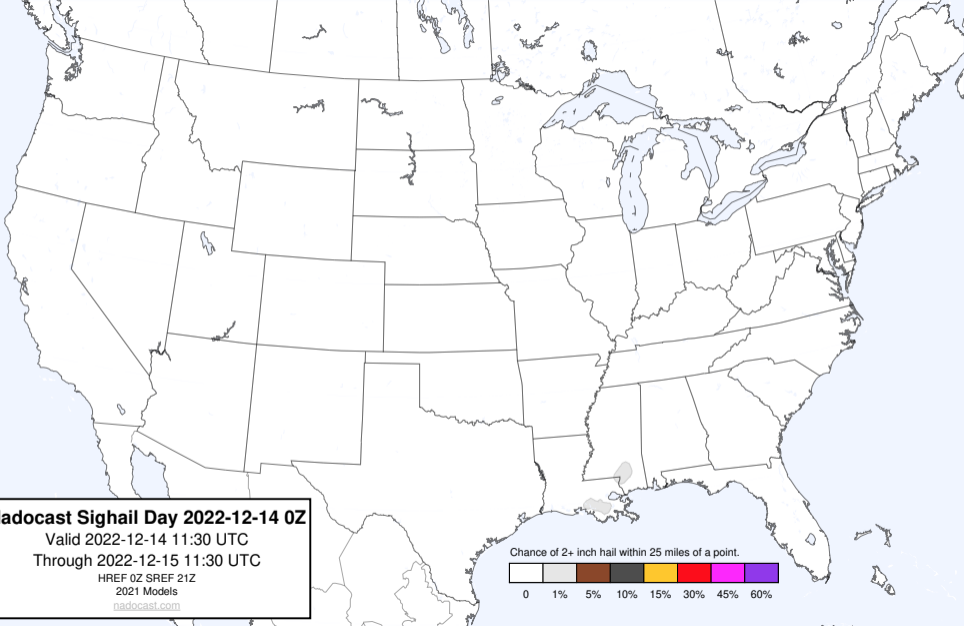 adocast Sighail Day 2022-12-14 0Z
Valid 2022-12-14 11:30 UTC
Through 2022-12-15 11:30 UTC
HREF 0Z SREF 21Z
2021 Models
nadocast.com
Chance of 2+ inch hail within 25 miles of a point.
0 1% 5% 10% 15% 30% 45% 60%